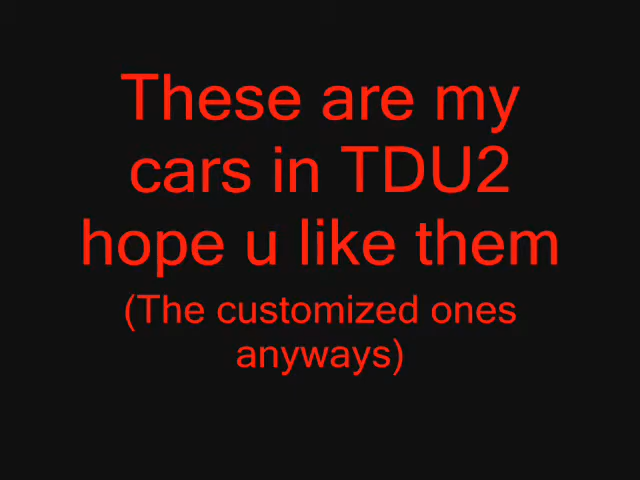 These are my
cars in TDU2
hope u like them
(The customized ones
anyways)